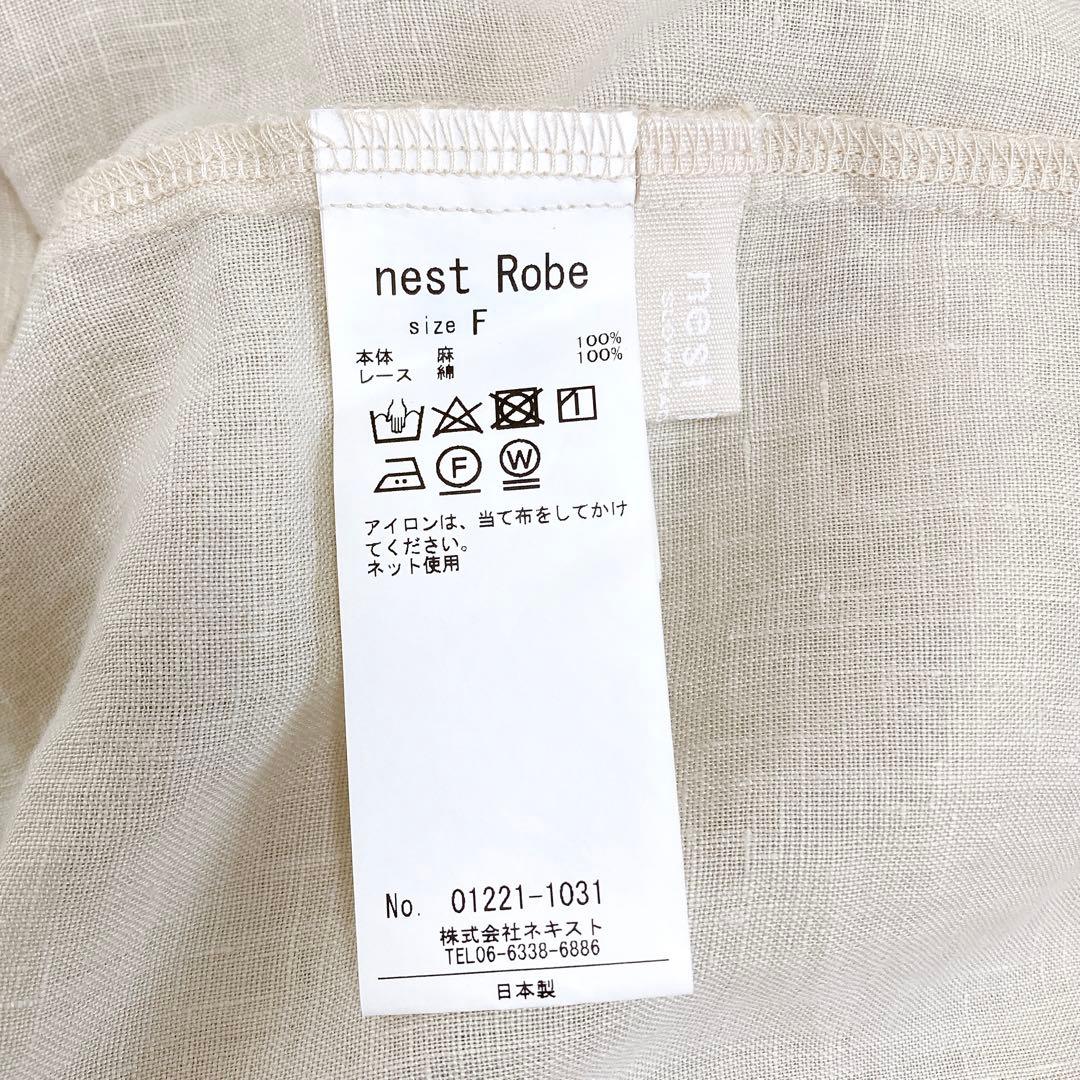 nest Robe
size F
本体 麻 100%
レース 綿 100%
F W
アイロンは、当て布をしてかけ
てください。
ネット使用
No. 01221-1031
株式会社ネキスト
TEL06-6338-6886
日本製
nest